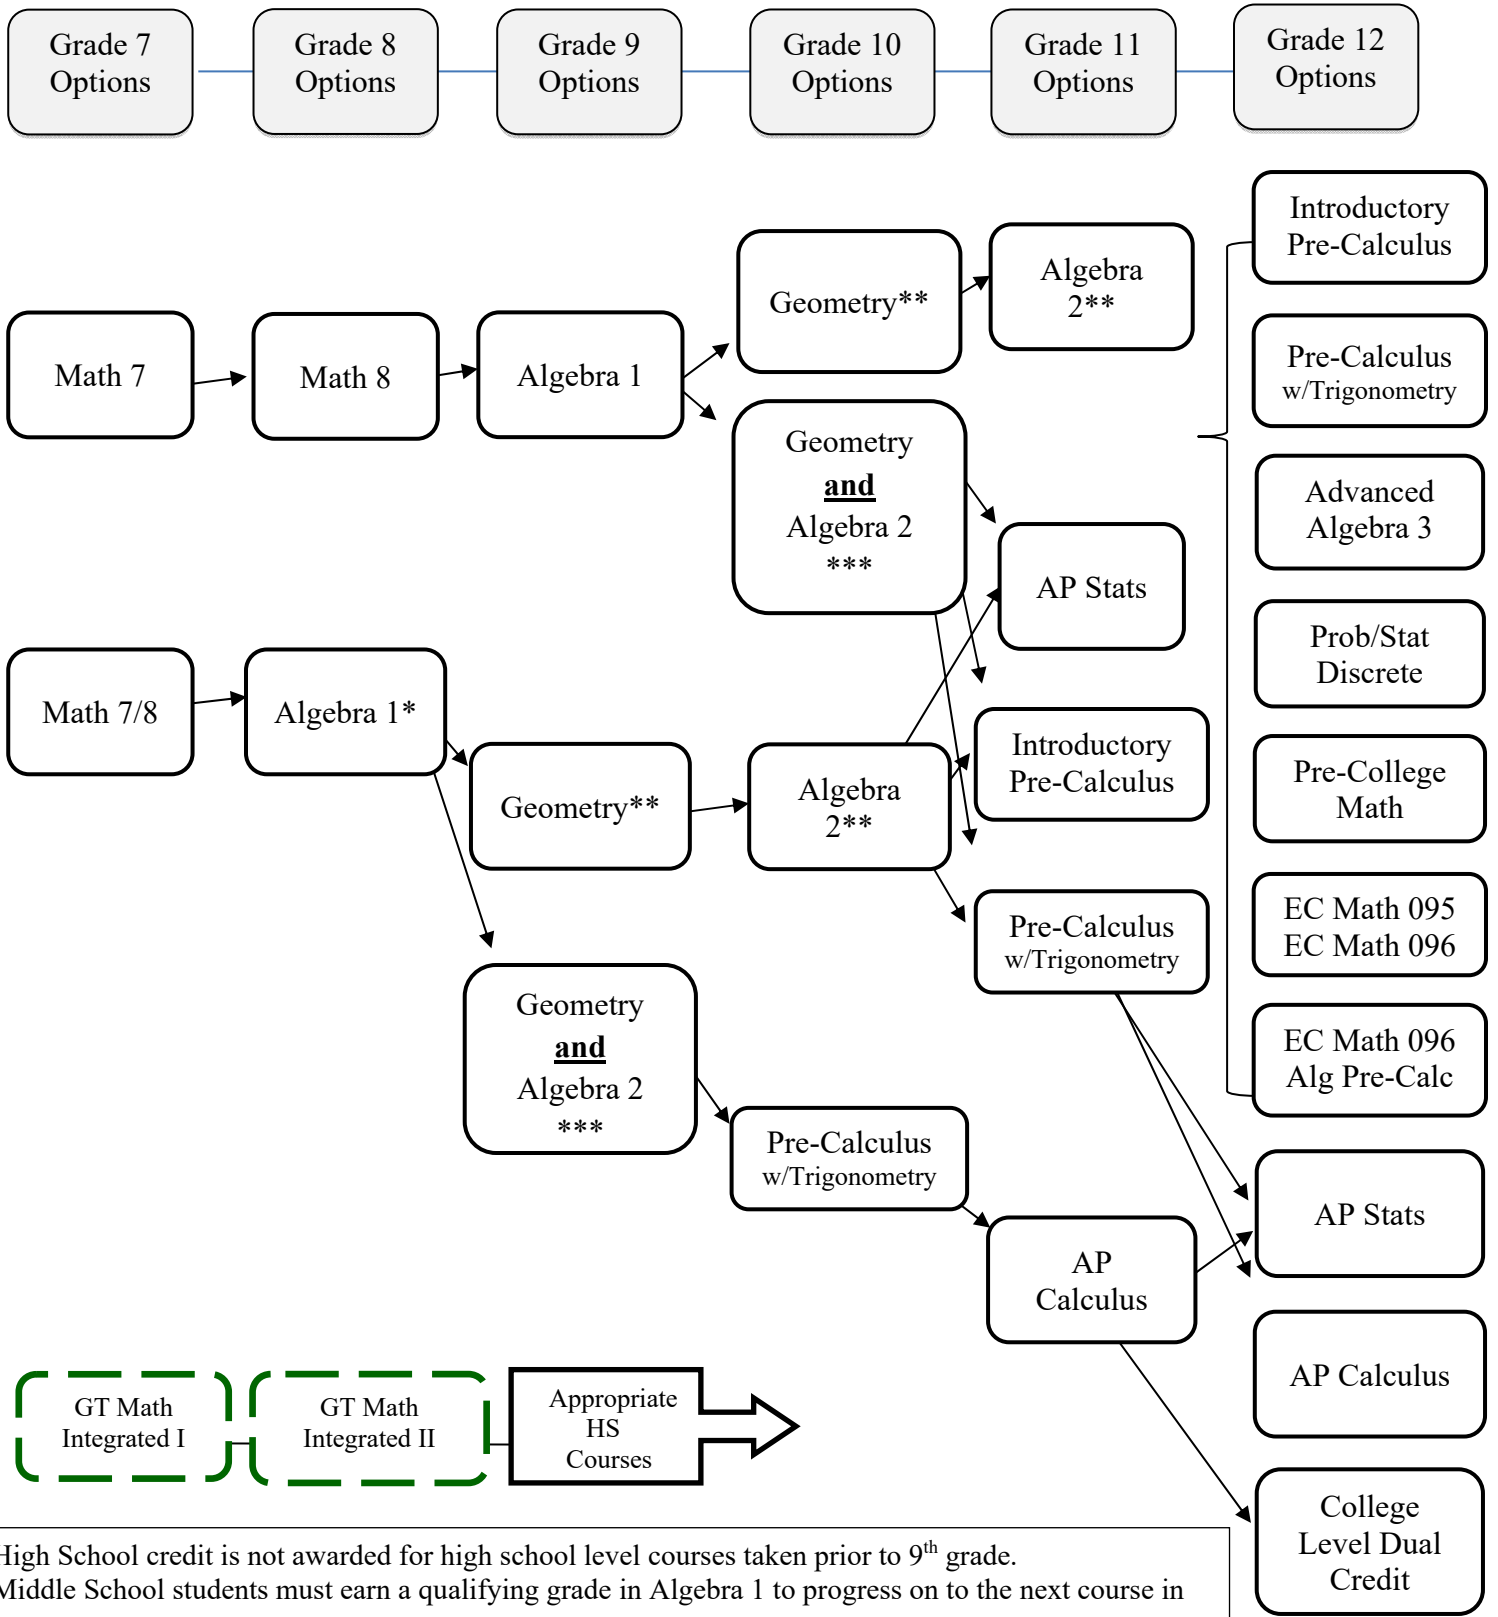 Grade 7
Options
Grade 8
Options
Grade 9
Options
Grade 10
Options
Grade 11
Options
Grade 12
Options
Introductory
Pre-Calculus
Geometry**
Algebra
2**
Math 7
Math 8
Algebra 1
Pre-Calculus
w/Trigonometry
Geometry
and
Algebra 2
***
Advanced
Algebra 3
AP Stats
Prob/Stat
Discrete
Math 7/8
Algebra 1*
Geometry**
Algebra
2**
Introductory
Pre-Calculus
Pre-College
Math
Pre-Calculus
w/Trigonometry
EC Math 095
EC Math 096
Geometry
and
Algebra 2
***
EC Math 096
Alg Pre-Calc
Pre-Calculus
w/Trigonometry
AP Stats
AP
Calculus
AP Calculus
GT Math
Integrated I
GT Math
Integrated II
Appropriate
HS
Courses
College
Level Dual
Credit
High School credit is not awarded for high school level courses taken prior to 9th grade.
Middle School students must earn a qualifying grade in Algebra 1 to progress on to the next course in